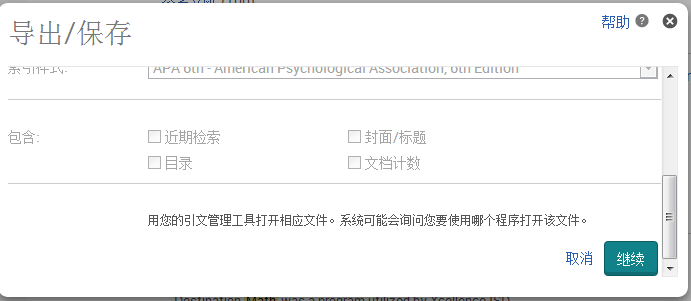 帮助
导出/保存
索引样式: APA 6th - American Psychological Association, 6th Edition
包含: 近期检索 封面/标题
目录 文档计数
用您的引文管理工具打开相应文件。系统可能会询问您要使用哪个程序打开该文件。
取消 继续
Destination Math was a program utilized by Xcellence ISD